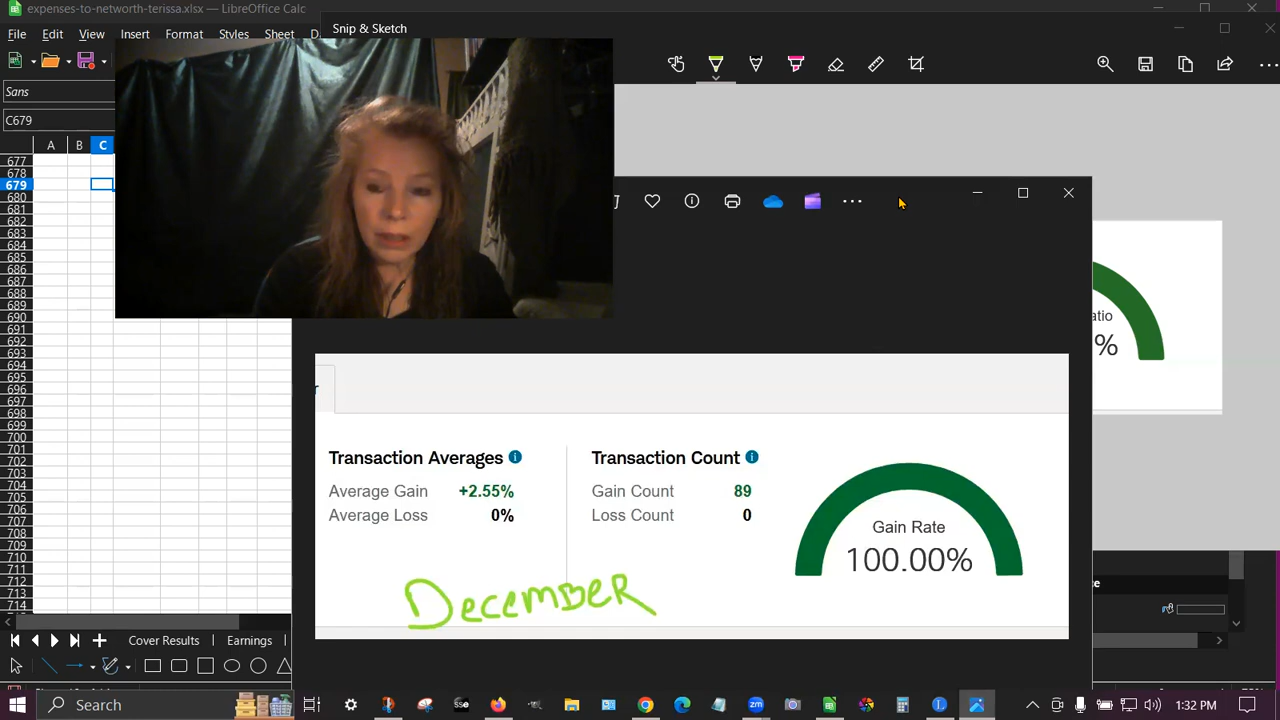 expenses-to-networth-terissa.xlsx — LibreOffice Calc
Snip & Sketch
File Edit View Insert Format Styles Sheet
Sans
C679
A B C
677
678
679
680
681
682
683
684
685
686
687
688
689
690
691
692
693
694
695
696
697
698
699
700
701
702
703
704
705
706
707
708
709
710
711
712
713
714
atio
%
Transaction Averages
Average Gain +2.55%
Average Loss 0%
Transaction Count
Gain Count 89
Loss Count 0
Gain Rate
100.00%
December
Cover Results Earnings
Search
sse
zm
1:32 PM